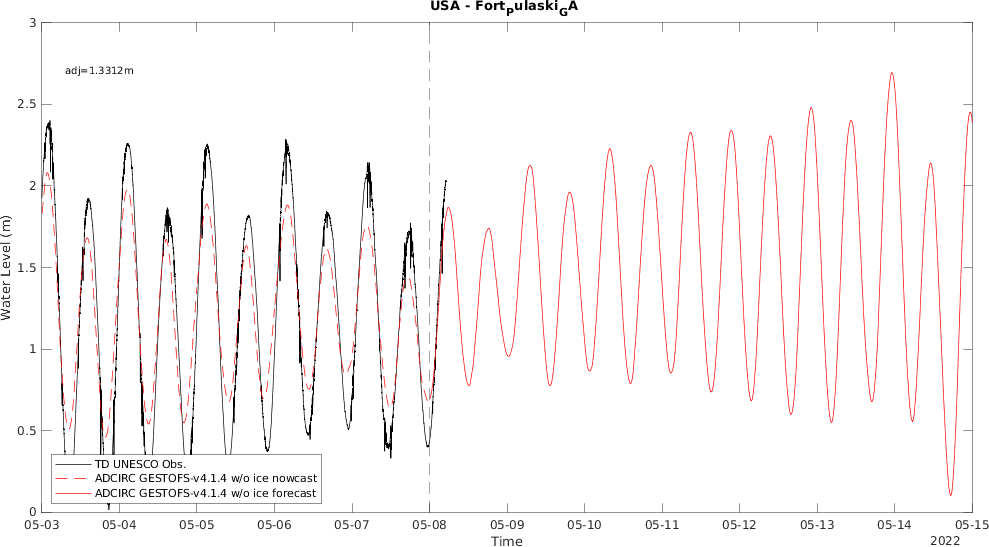 USA - FortPulaskiGA
adj=1.3312m
3
2.5
2
1.5
1
0.5
0
Water Level (m)
TD UNESCO Obs.
ADCIRC GESTOFS-v4.1.4 w/o ice nowcast
ADCIRC GESTOFS-v4.1.4 w/o ice forecast
05-03 05-04 05-05 05-06 05-07 05-08 05-09 05-10 05-11 05-12 05-13 05-14 05-15
Time
2022